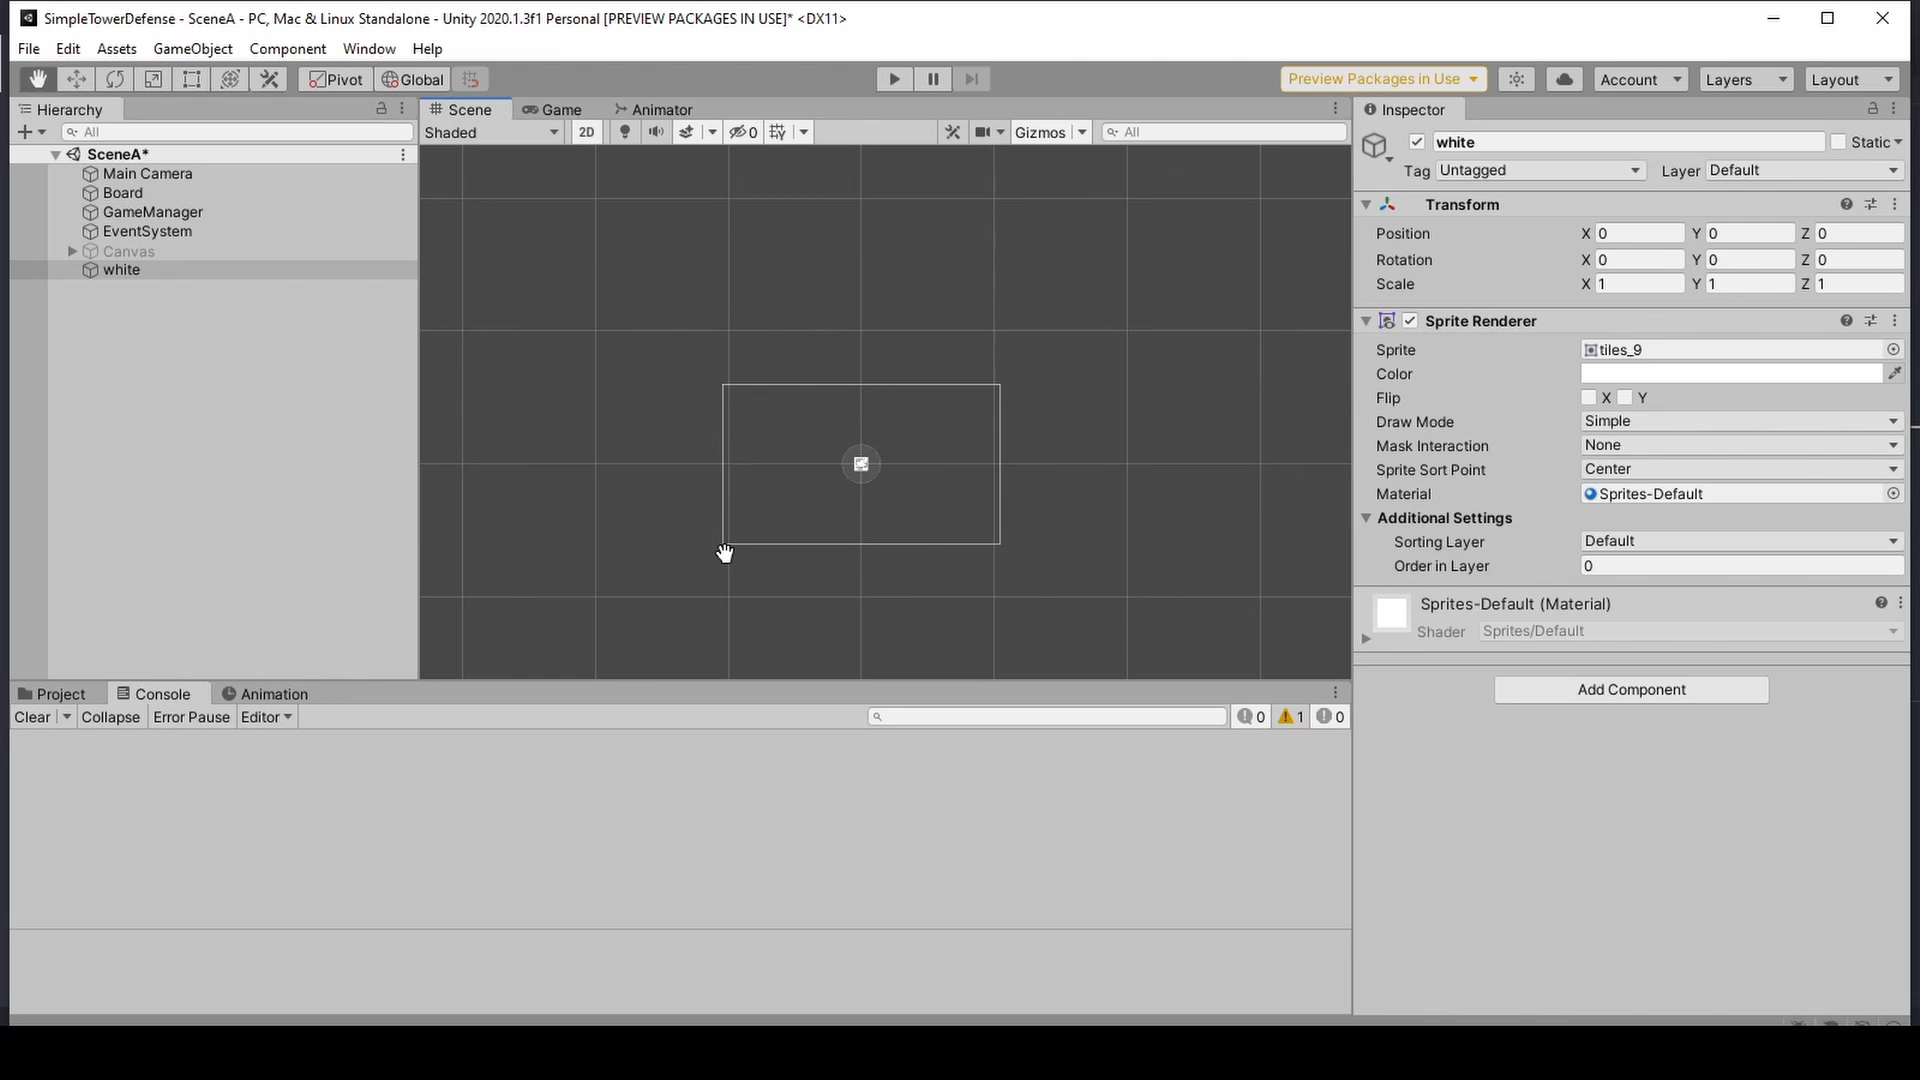 SimpleTowerDefense - SceneA - PC, Mac & Linux Standalone - Unity 2020.1.3f1 Personal [PREVIEW PACKAGES IN USE]* <DX11>
File Edit Assets GameObject Component Window Help
Pivot Global Preview Packages in Use Account Layers Layout
Hierarchy
All
SceneA*
Main Camera
Board
GameManager
EventSystem
Canvas
white
Scene Game Animator
Shaded 2D 0 Gizmos All
Inspector
white Static
Tag Untagged Layer Default
Transform
Position X 0 Y 0 Z 0
Rotation X 0 Y 0 Z 0
Scale X 1 Y 1 Z 1
Sprite Renderer
Sprite tiles_9
Color
Flip X Y
Draw Mode Simple
Mask Interaction None
Sprite Sort Point Center
Material Sprites-Default
Additional Settings
Sorting Layer Default
Order in Layer 0
Sprites-Default (Material)
Shader Sprites/Default
Add Component
Project Console Animation
Clear Collapse Error Pause Editor 0 1 0